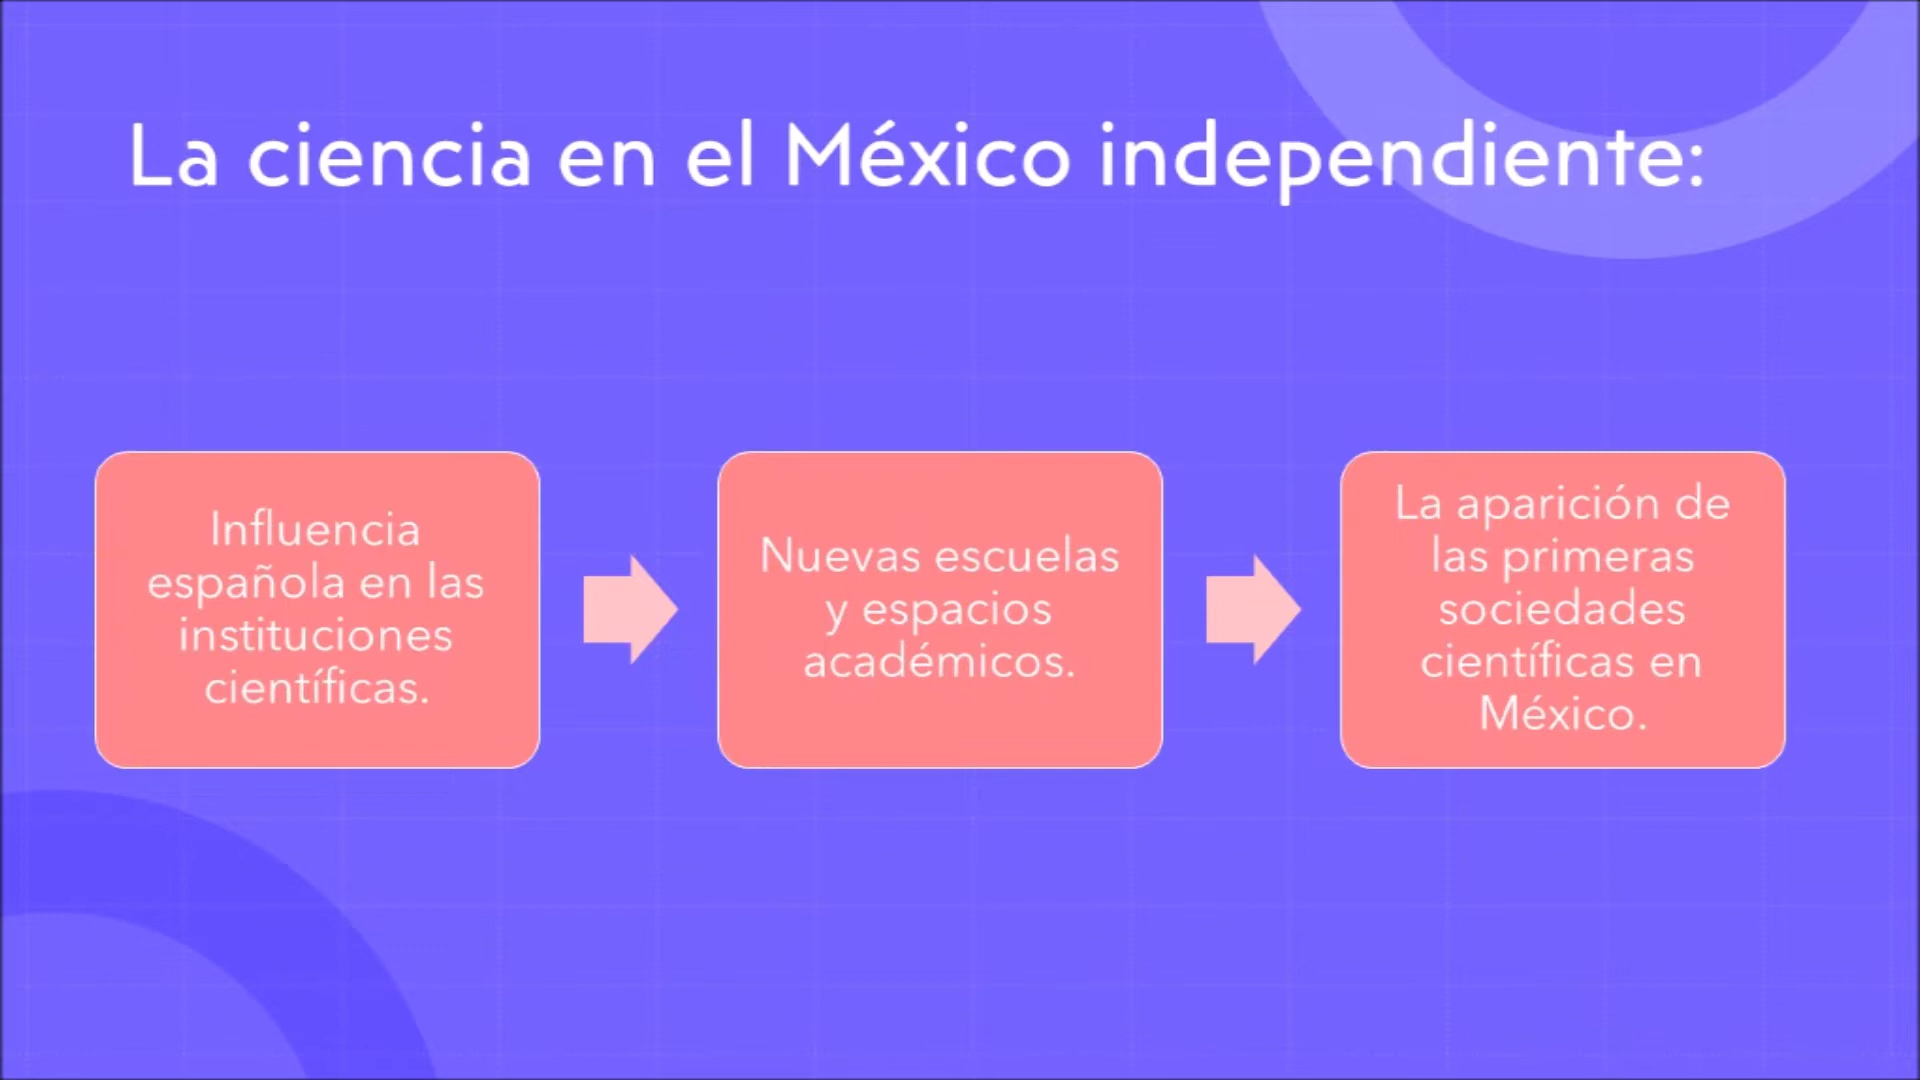 La ciencia en el México independiente:
Influencia
española en las
instituciones
científicas.
Nuevas escuelas
y espacios
académicos.
La aparición de
las primeras
sociedades
científicas en
México.